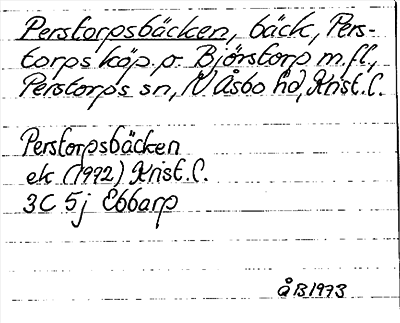 Perstorpsbäcken, bäck, Pers-
torps köp. o. Björstorp m.fl.,
Perstorps sn, N Åsbo hd, Krist. l.
Perstorpsbäcken
ek (1972) Krist. l.
3C 5j Ebbarp
åB 1973